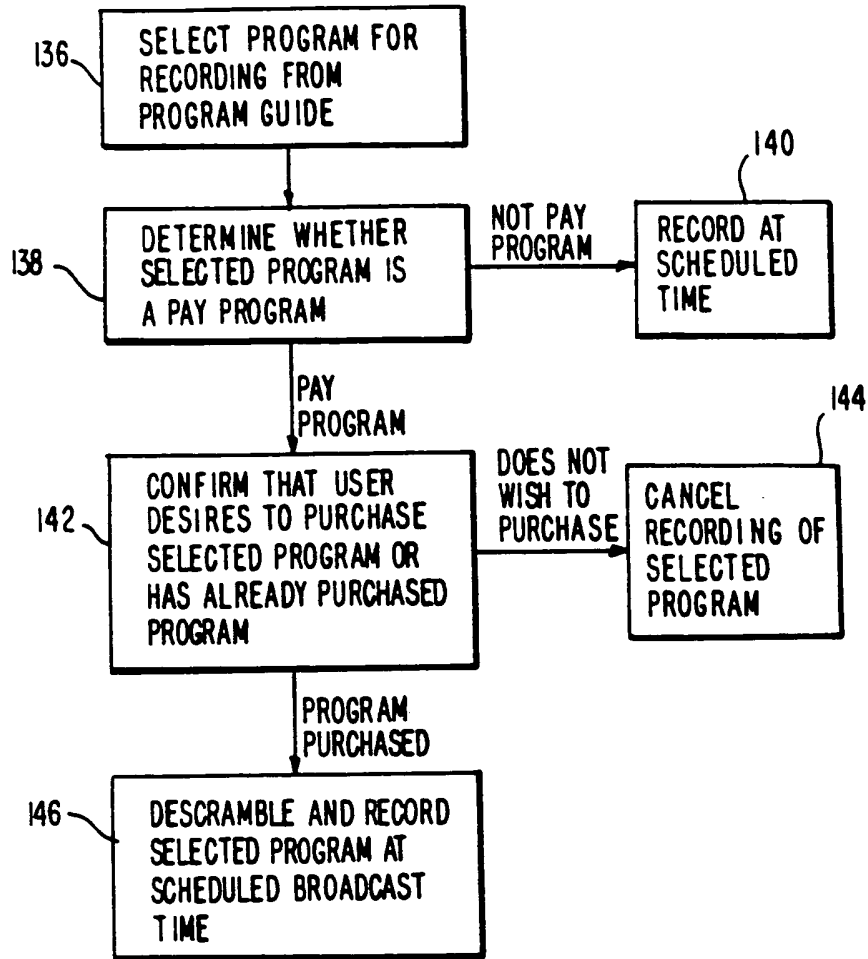 136
SELECT PROGRAM FOR
RECORDING FROM
PROGRAM GUIDE
138
DETERMINE WHETHER
SELECTED PROGRAM IS
A PAY PROGRAM
NOT PAY
PROGRAM
140
RECORD AT
SCHEDULED
TIME
PAY
PROGRAM
142
CONFIRM THAT USER
DESIRES TO PURCHASE
SELECTED PROGRAM OR
HAS ALREADY PURCHASED
PROGRAM
DOES NOT
WISH TO
PURCHASE
144
CANCEL
RECORDING OF
SELECTED
PROGRAM
PROGRAM
PURCHASED
146
DESCRAMBLE AND RECORD
SELECTED PROGRAM AT
SCHEDULED BROADCAST
TIME